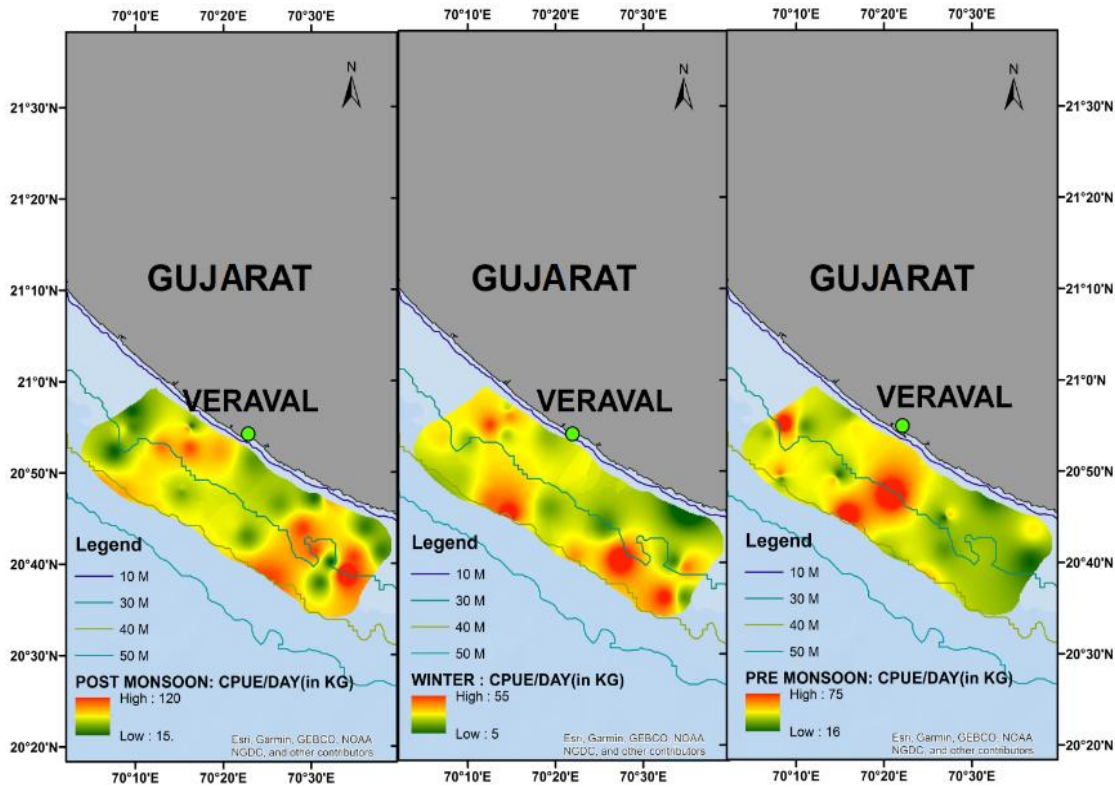 70°10'E 70°20'E 70°30'E 70°10'E 70°20'E 70°30'E 70°10'E 70°20'E 70°30'E
N N N
21°30'N 21°30'N
21°20'N 21°20'N
GUJARAT GUJARAT GUJARAT
21°10'N 21°10'N
21°0'N 21°0'N
VERAVAL VERAVAL VERAVAL
20°50'N 20°50'N
Legend Legend Legend
20°40'N 20°40'N
10 M 10 M 10 M
30 M 30 M 30 M
40 M 40 M 40 M
20°30'N 20°30'N
50 M 50 M 50 M
POST MONSOON: CPUE/DAY(in KG) WINTER : CPUE/DAY(in KG) PRE MONSOON: CPUE/DAY(in KG)
High : 120 High : 55 High : 75
Low : 15. Low : 5 Low : 16
Esri, Garmin, GEBCO, NOAA Esri, Garmin, GEBCO, NOAA Esri, Garmin, GEBCO, NOAA
20°20'N NGDC, and other contributors NGDC, and other contributors NGDC, and other contributors 20°20'N
70°10'E 70°20'E 70°30'E 70°10'E 70°20'E 70°30'E 70°10'E 70°20'E 70°30'E